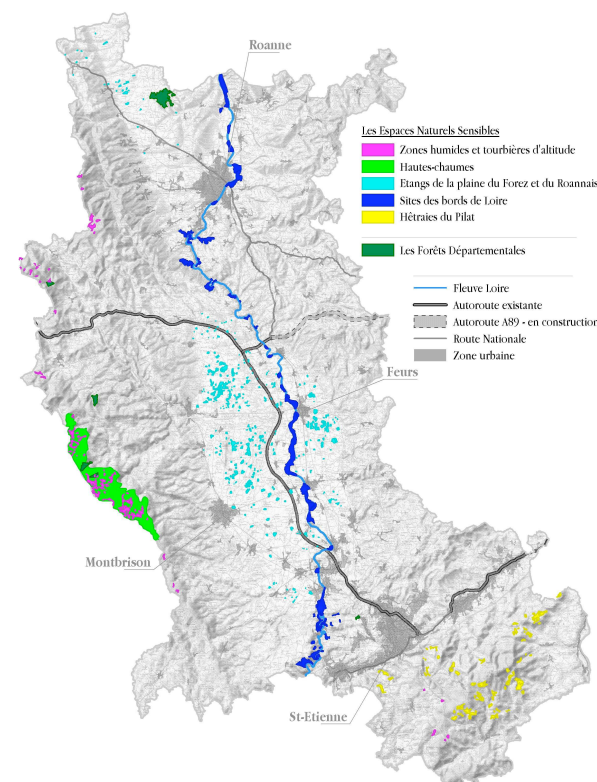 Roanne
Les Espaces Naturels Sensibles
Zones humides et tourbières d'altitude
Hautes-chaumes
Etangs de la plaine du Forez et du Roannais
Sites des bords de Loire
Hêtraies du Pilat
Les Forêts Départementales
Fleuve Loire
Autoroute existante
Autoroute A89 - en construction
Route Nationale
Zone urbaine
Feurs
Montbrison
St-Etienne